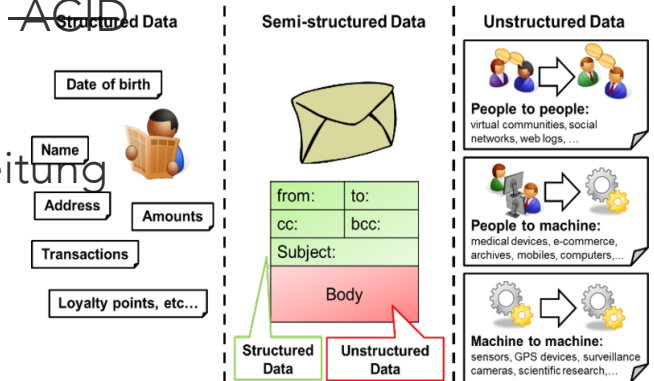 ACID
Structured Data
Date of birth
Name
eitung
Address
Amounts
Transactions
Loyalty points, etc...
Semi-structured Data
from: to:
cc: bcc:
Subject:
Body
Structured
Data
Unstructured
Data
Unstructured Data
People to people:
virtual communities, social
networks, web logs, ...
People to machine:
medical devices, e-commerce,
archives, mobiles, computers,...
Machine to machine:
sensors, GPS devices, surveillance
cameras, scientific research,...